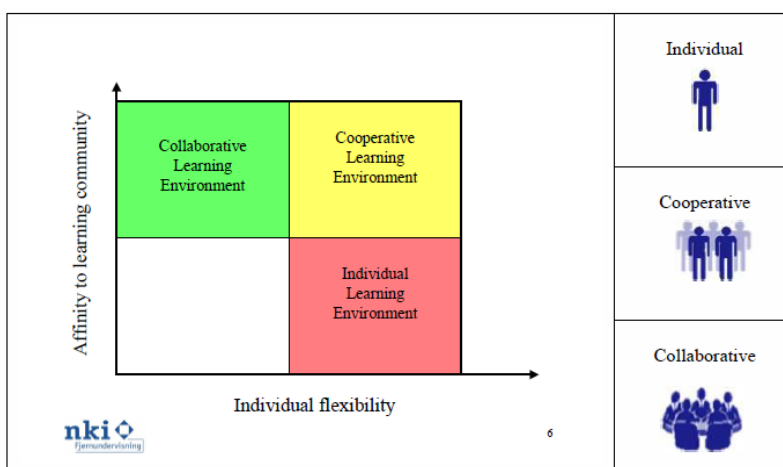 Affinity to learning community
Collaborative
Learning
Environment
Cooperative
Learning
Environment
Individual
Learning
Environment
Individual flexibility
nki
Fjernundervisning
6
Individual
Cooperative
Collaborative